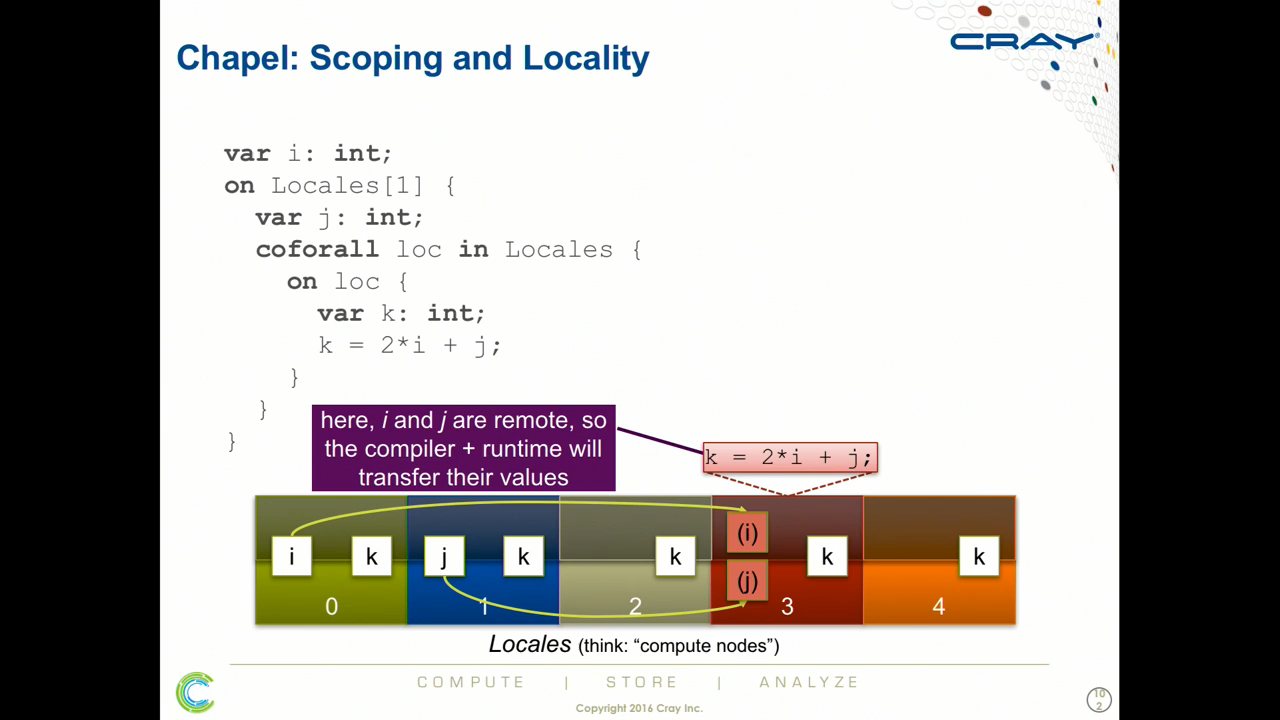 Chapel: Scoping and Locality
CRAY®
var i: int;
on Locales[1] {
var j: int;
coforall loc in Locales {
on loc {
var k: int;
k = 2*i + j;
}
}
}
here, i and j are remote, so
the compiler + runtime will
transfer their values
k = 2*i + j;
i k j k k (i) k k
(j)
0 1 2 3 4
Locales (think: “compute nodes”)
COMPUTE | STORE | ANALYZE
Copyright 2016 Cray Inc.
10
2